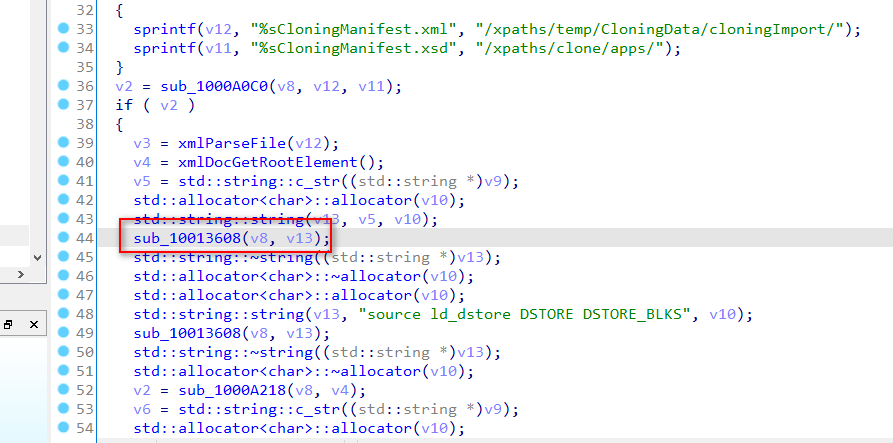 32 {
33 sprintf(v12, "%sCloningManifest.xml", "/xpaths/temp/CloningData/cloningImport/");
34 sprintf(v11, "%sCloningManifest.xsd", "/xpaths/clone/apps/");
35 }
36 v2 = sub_1000A0C0(v8, v12, v11);
37 if ( v2 )
38 {
39 v3 = xmlParseFile(v12);
40 v4 = xmlDocGetRootElement();
41 v5 = std::string::c_str((std::string *)v9);
42 std::allocator<char>::allocator(v10);
43 std::string::string(v13, v5, v10);
44 sub_10013608(v8, v13);
45 std::string::~string((std::string *)v13);
46 std::allocator<char>::~allocator(v10);
47 std::allocator<char>::allocator(v10);
48 std::string::string(v13, "source ld_dstore DSTORE DSTORE_BLKS", v10);
49 sub_10013608(v8, v13);
50 std::string::~string((std::string *)v13);
51 std::allocator<char>::~allocator(v10);
52 v2 = sub_1000A218(v8, v4);
53 v6 = std::string::c_str((std::string *)v9);
54 std::allocator<char>::allocator(v10);